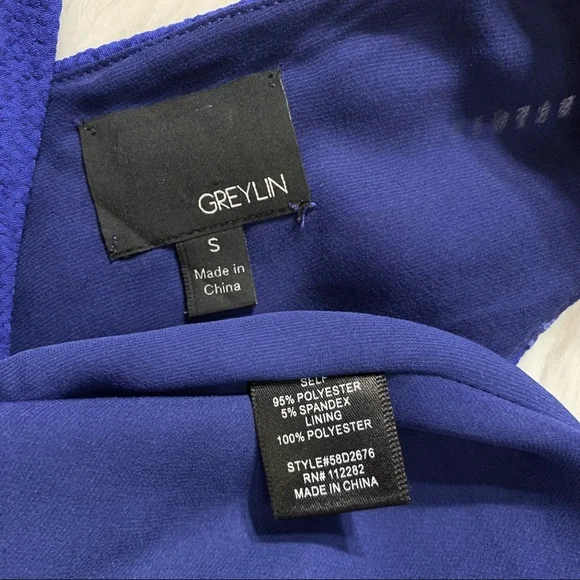 GREYLIN
S
Made in
China
SELF
95% POLYESTER
5% SPANDEX
LINING
100% POLYESTER
STYLE#58D2676
RN# 112282
MADE IN CHINA